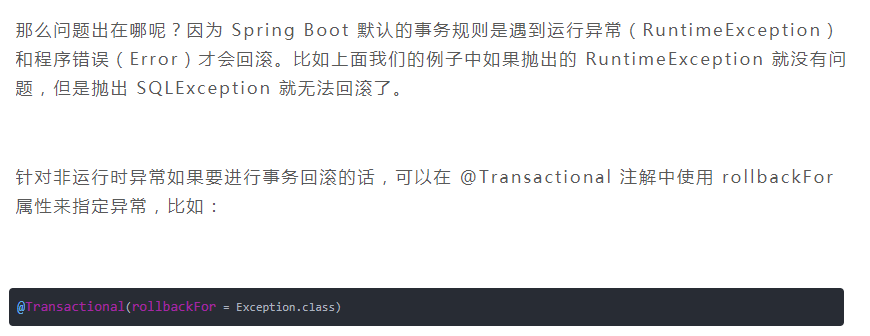 那么问题出在哪呢？因为 Spring Boot 默认的事务规则是遇到运行异常（RuntimeException）
和程序错误（Error）才会回滚。比如上面我们的例子中如果抛出的 RuntimeException 就没有问
题，但是抛出 SQLException 就无法回滚了。
针对非运行时异常如果要进行事务回滚的话，可以在 @Transactional 注解中使用 rollbackFor
属性来指定异常，比如：
@Transactional(rollbackFor = Exception.class)